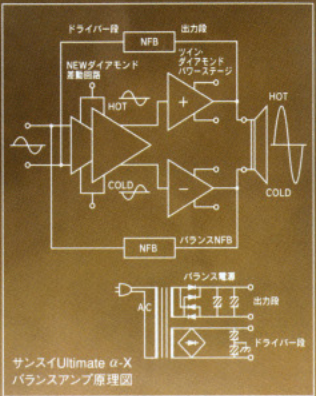 ドライバー段
出力段
NFB
NEWダイアモンド
差動回路
ツイン・
ダイアモンド
パワーステージ
HOT
HOT
+
COLD
−
COLD
NFB
バランスNFB
バランス電源
AC
出力段
ドライバー段
サンスイUltimate α-X
バランスアンプ原理図